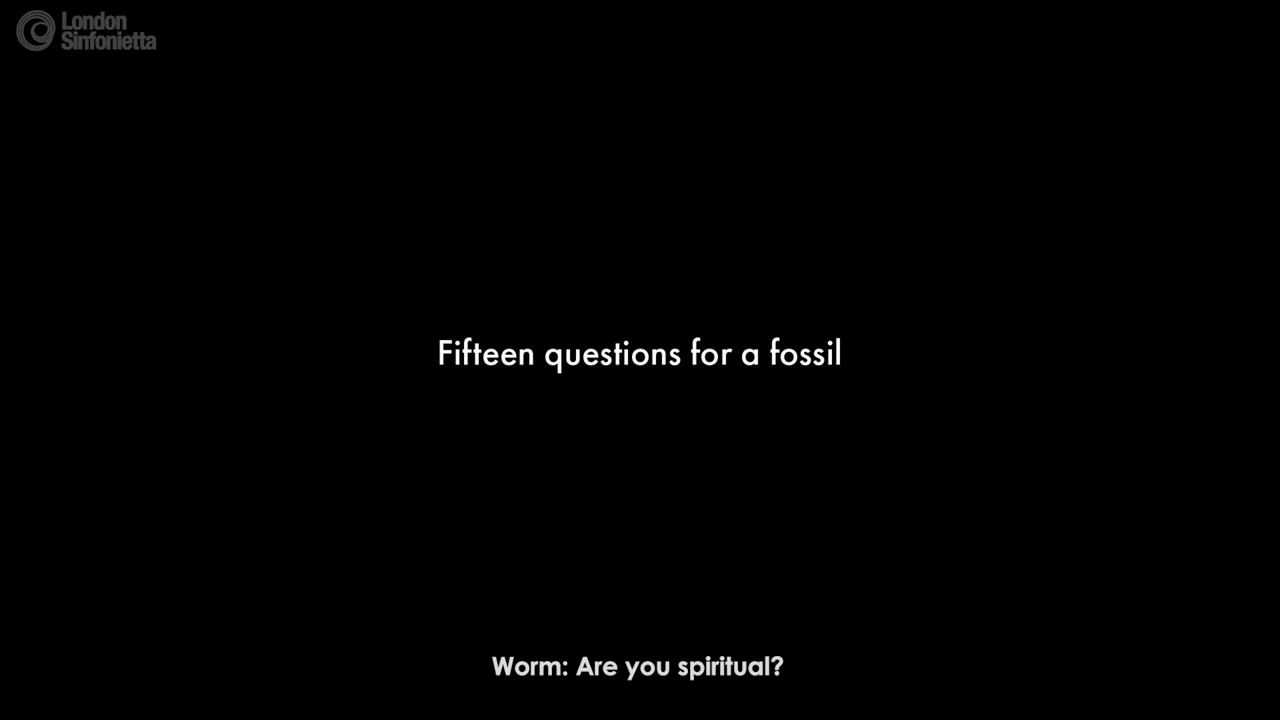 London
Sinfonietta
Fifteen questions for a fossil
Worm: Are you spiritual?